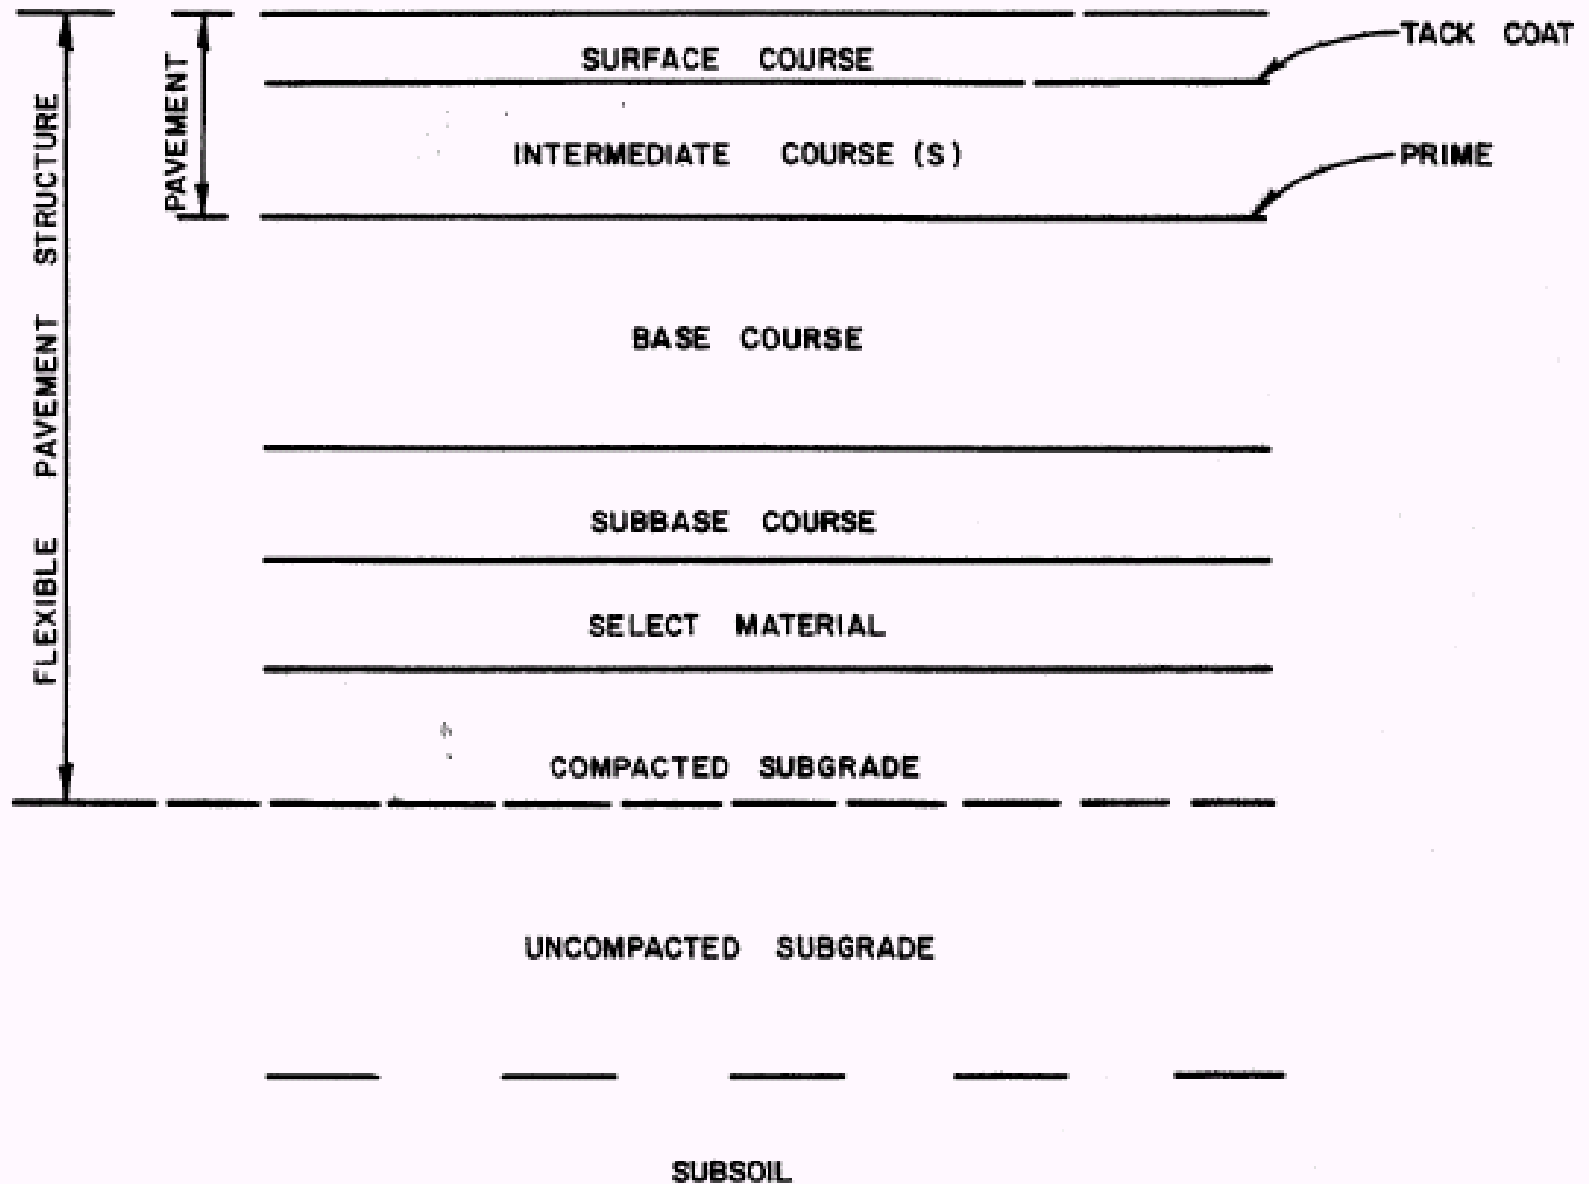 TACK COAT
SURFACE COURSE
PAVEMENT
INTERMEDIATE COURSE (S)
PRIME
FLEXIBLE PAVEMENT STRUCTURE
BASE COURSE
SUBBASE COURSE
SELECT MATERIAL
COMPACTED SUBGRADE
UNCOMPACTED SUBGRADE
SUBSOIL